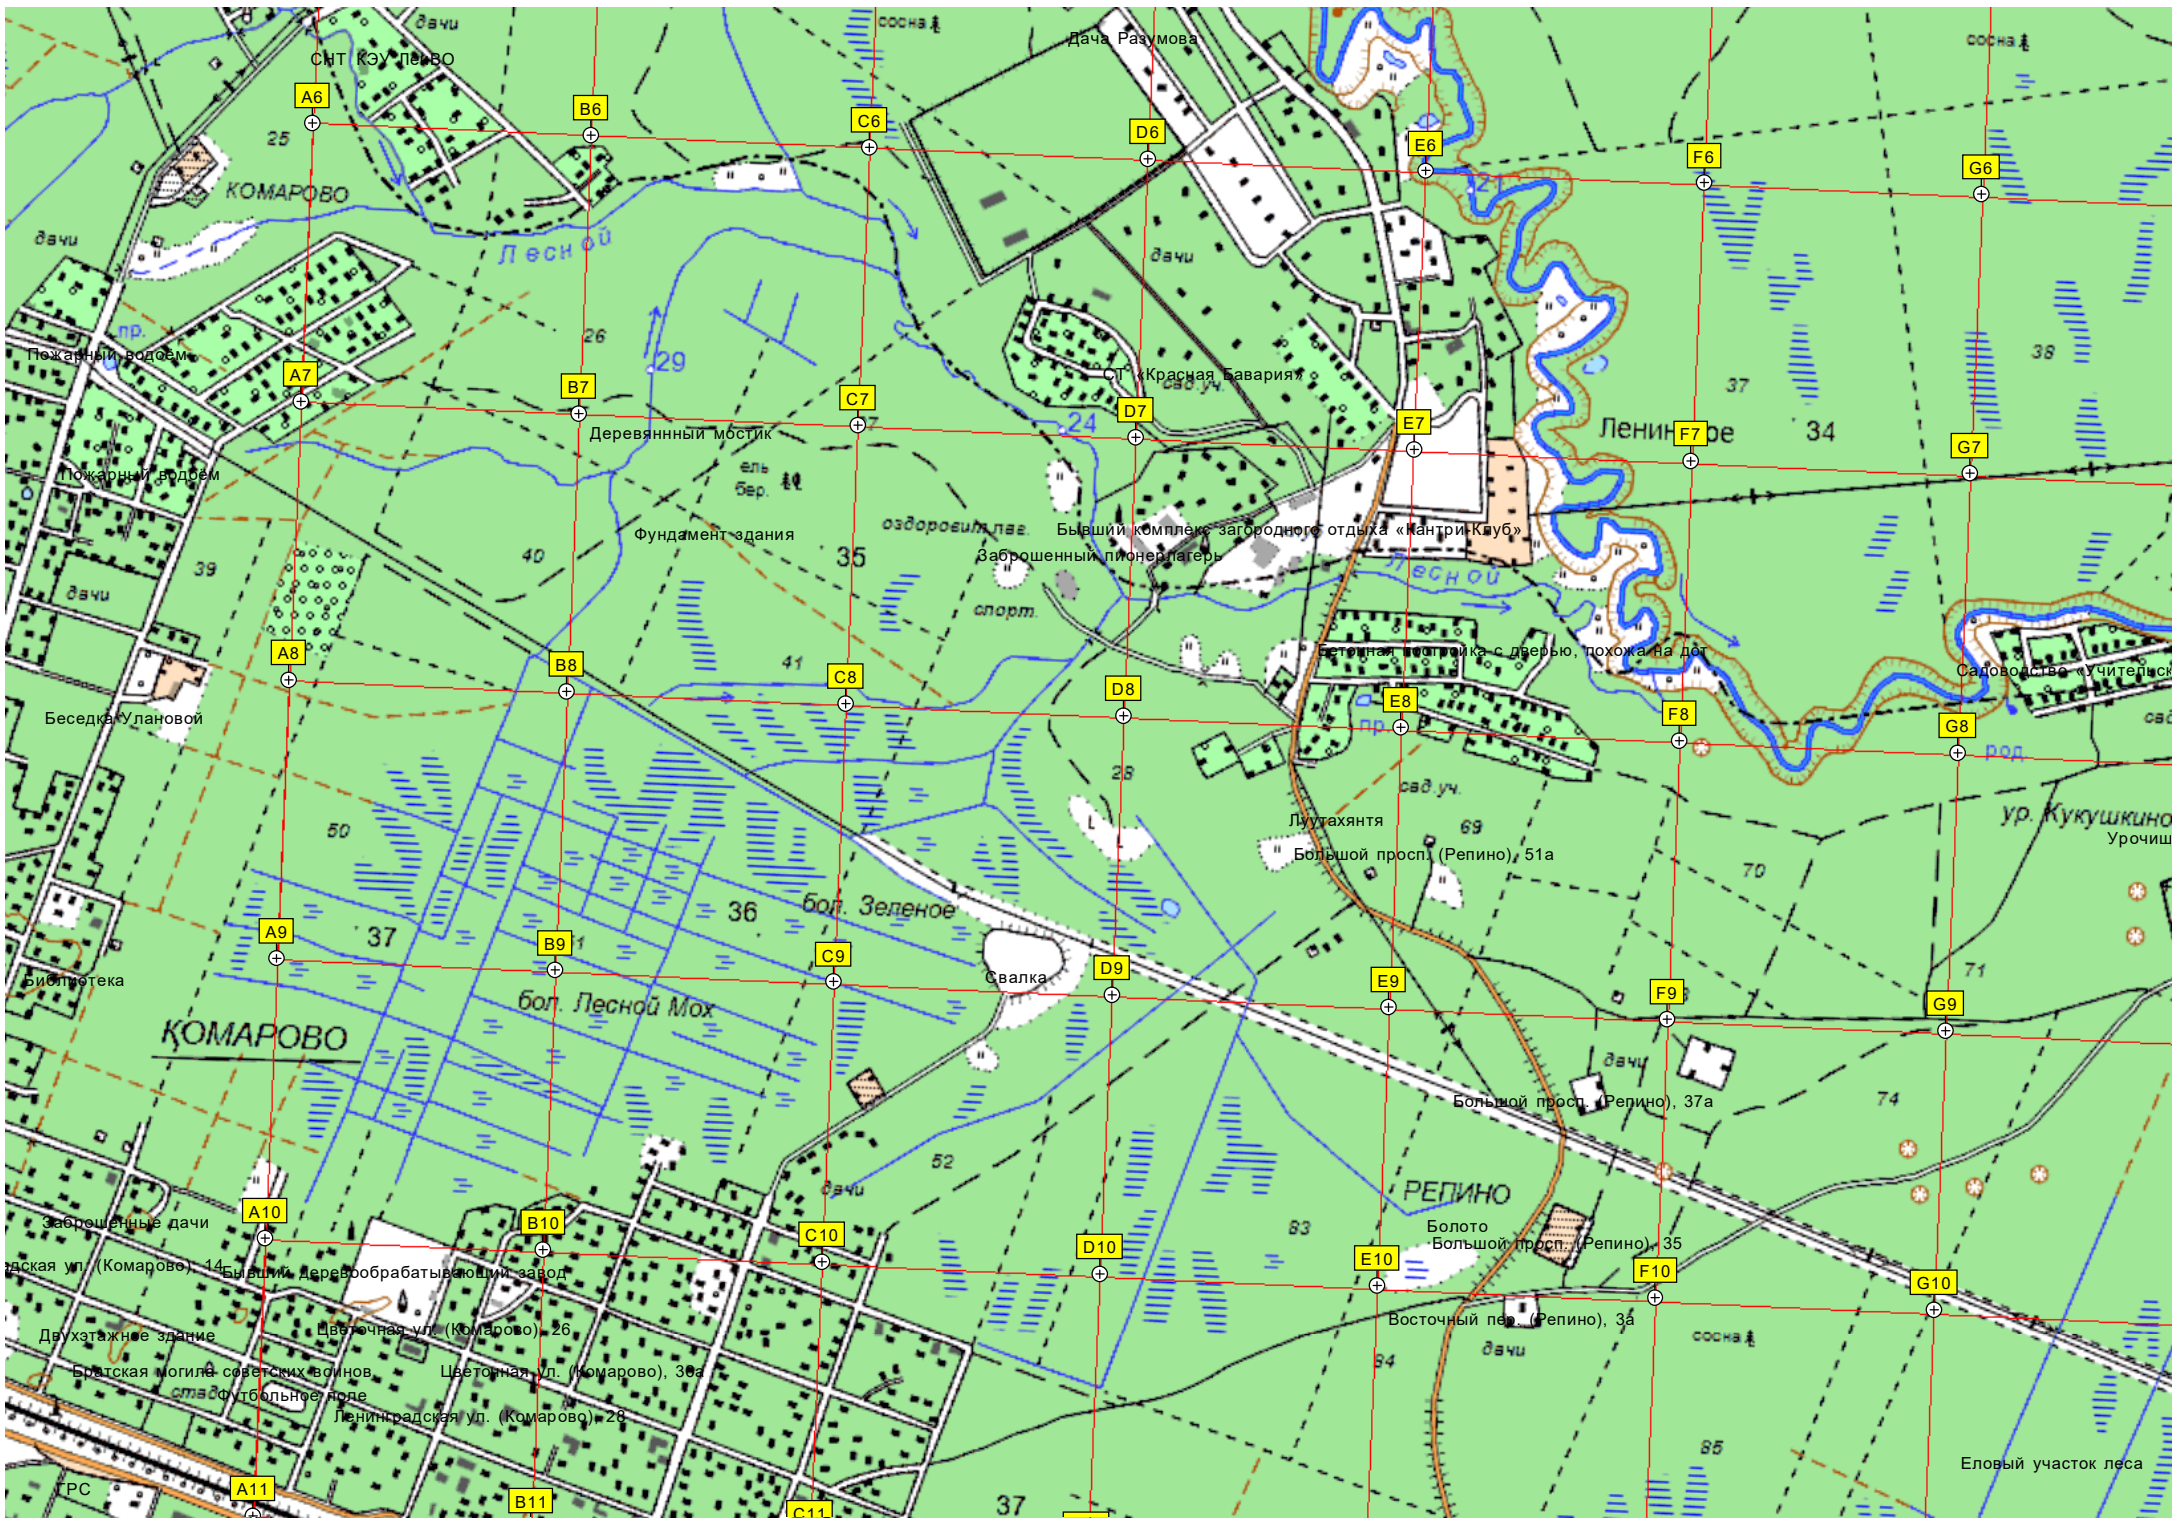 дачи
сосна
сосна
Дача Разумова
СНТ КЭУ ЛенВО
A6
B6
C6
D6
E6
F6
G6
25
КОМАРОВО
21
дачи
Лесной
дачи
34
пр.
26
29
Пожарный водоём
38
37
СТ «Красная Бавария»
сад.уч.
A7
B7
C7
D7
E7
F7
G7
24
34
Деревяннный мостик
Пожарный водоём
ель
бер.
оздоровит.лаг.
Фундамент здания
Бывший комплекс загородного отдыха «Кантри-Клуб»
40
35
Заброшенный пионерлагерь
39
Лесной
дачи
спорт.
41
Бетонная постройка с дверью, похожа на дот
A8
B8
C8
D8
E8
F8
G8
Беседка Улановой
пр.
сад
род.
28
сад.уч.
ур. Кукушкино
Луутахянтя
50
69
Урочищ
Большой просп. (Репино), 51а
70
36
бол. Зеленое
37
A9
B9
C9
D9
E9
F9
G9
71
Свалка
Библиотека
бол. Лесной Мох
КОМАРОВО
дачи
Большой просп. (Репино), 37а
74
52
дачи
РЕПИНО
Заброшенные дачи
83
Болото
A10
B10
C10
D10
E10
F10
G10
Большой просп. (Репино), 35
Бывший деревообрабатывающий завод
Восточный пер. (Репино), 3а
Цветочная ул. (Комарово), 26
Двухэтажное здание
сосна
дачи
84
Братская могила советских воинов
Цветочная ул. (Комарово), 36а
стад
Футбольное поле
Ленинградская ул. (Комарово), 28
85
Еловый участок леса
ГРС
A11
B11
C11
37